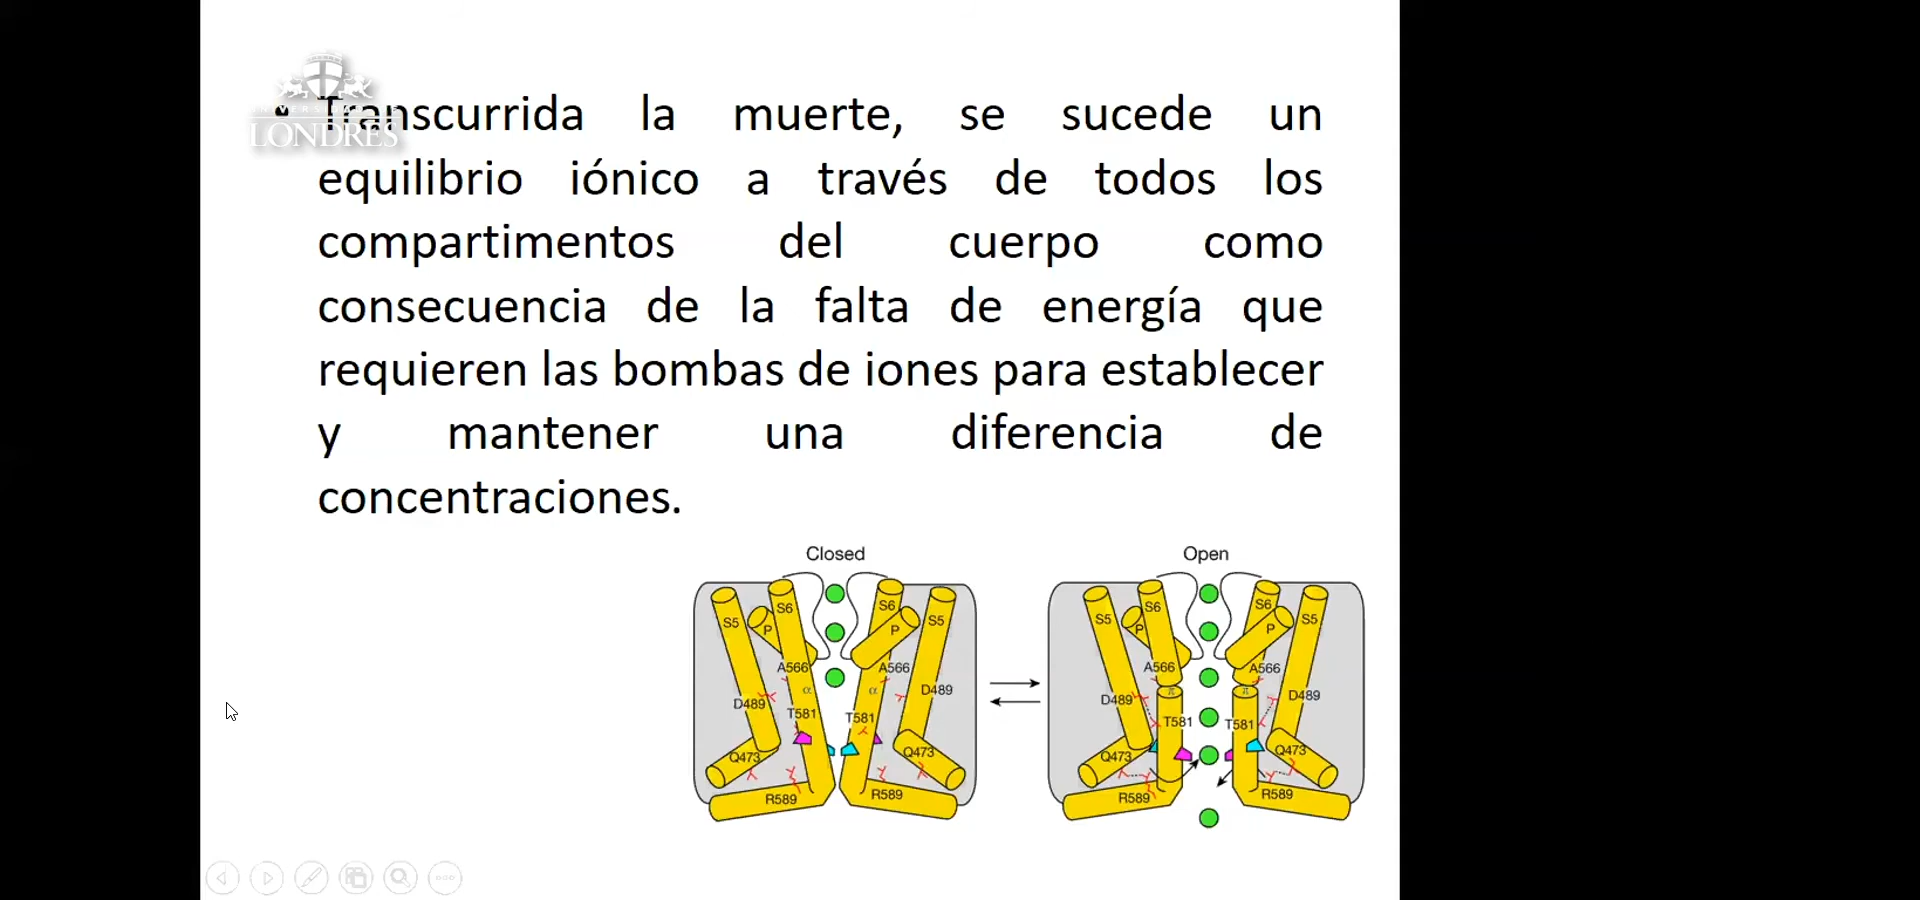 UNIVERSIDAD DE
LONDRES
• Transcurrida la muerte, se sucede un
equilibrio iónico a través de todos los
compartimentos del cuerpo como
consecuencia de la falta de energía que
requieren las bombas de iones para establecer
y mantener una diferencia de
concentraciones.
Closed
S5 P S6 S6 P S5
A566 A566
α α
D489 D489
T581 T581
Q473 Q473
R589 R589
Open
S5 P S6 S6 P S5
A566 A566
π π
D489 D489
T581 T581
Q473 Q473
R589 R589